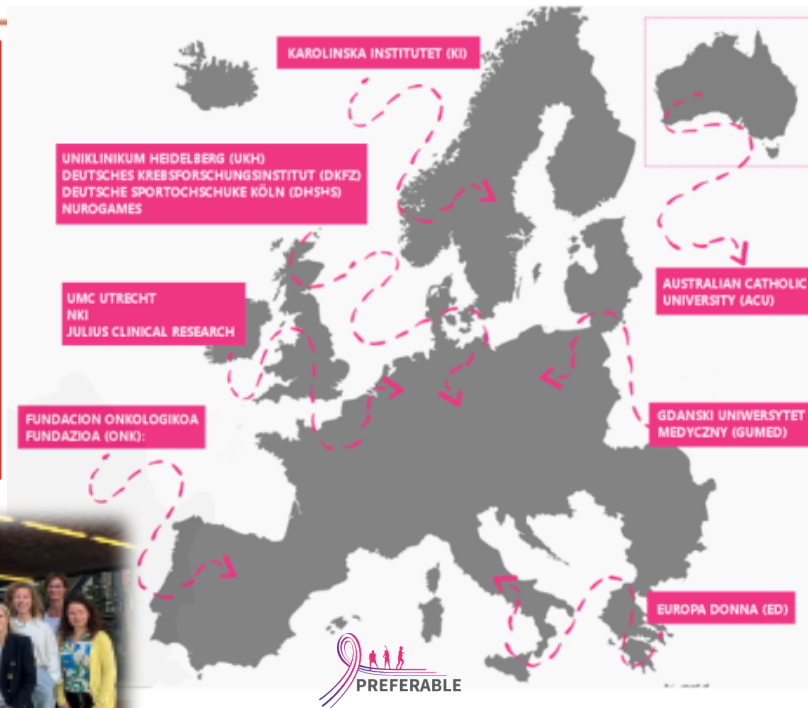 KAROLINSKA INSTITUTET (KI)
UNIKLINIKUM HEIDELBERG (UKH)
DEUTSCHES KREBSFORSCHUNGSINSTITUT (DKFZ)
DEUTSCHE SPORTOCHSCHUKE KÖLN (DHSHS)
NUROGAMES
UMC UTRECHT
NKI
JULIUS CLINICAL RESEARCH
AUSTRALIAN CATHOLIC
UNIVERSITY (ACU)
FUNDACION ONKOLOGIKOA
FUNDAZIOA (ONK):
GDANSKI UNIWERSYTET
MEDYCZNY (GUMED)
EUROPA DONNA (ED)
PREFERABLE